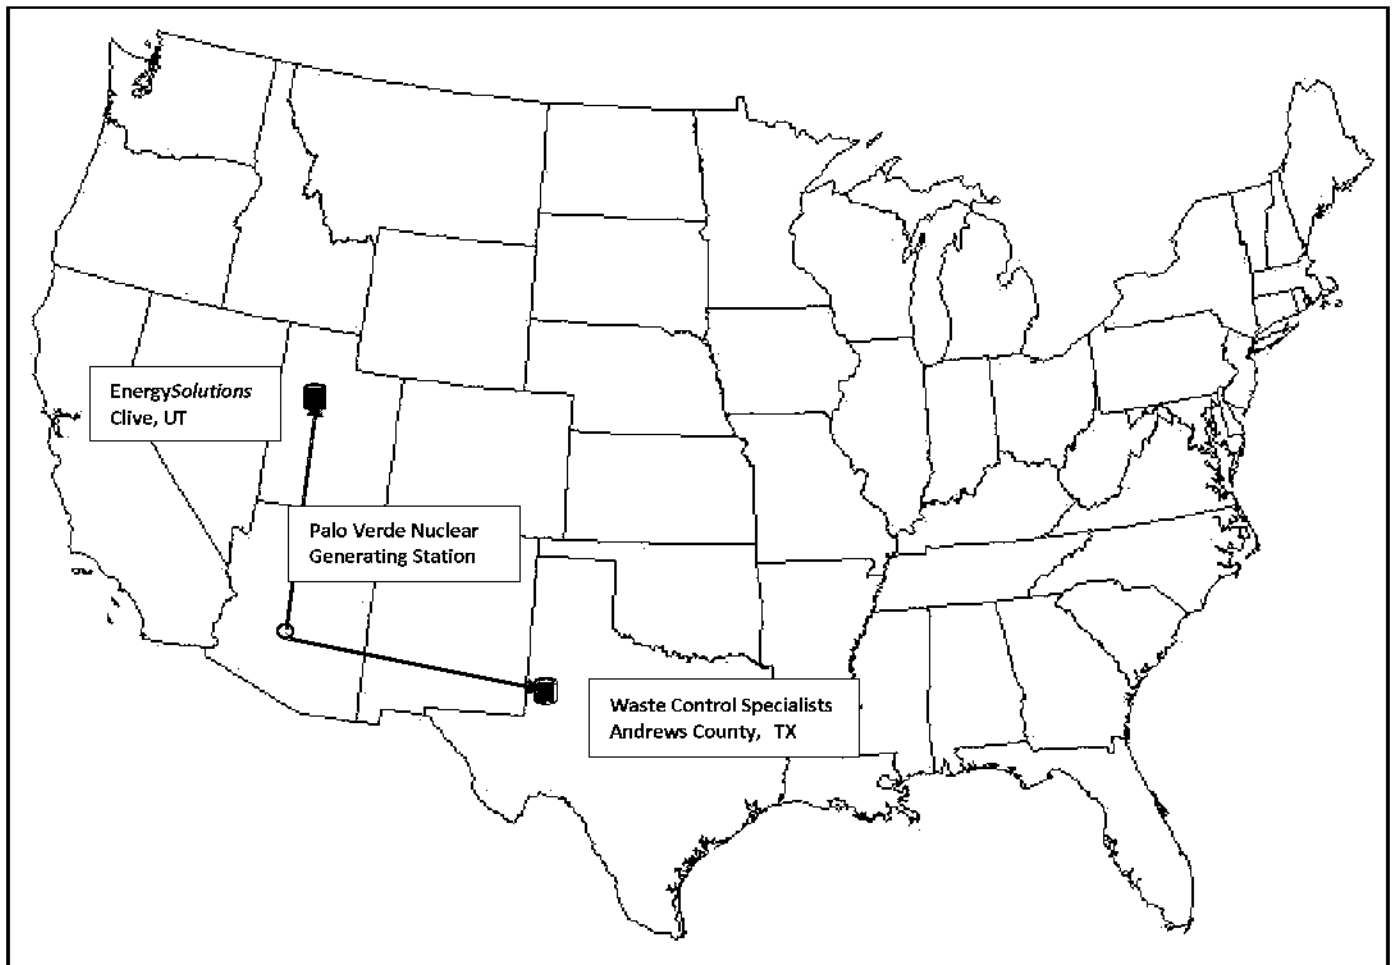 EnergySolutions
Clive, UT
Palo Verde Nuclear
Generating Station
Waste Control Specialists
Andrews County, TX